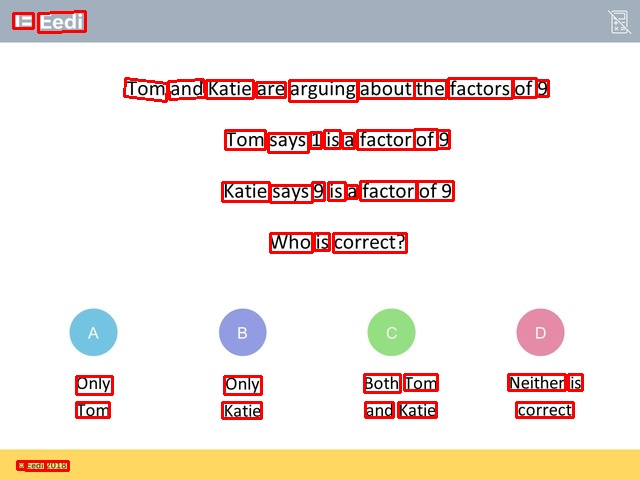 Eedi
Tom and Katie are arguing about the factors of 9
Tom says 1 is a factor of 9
Katie says 9 is a factor of 9
Who is correct?
A
B
C
D
Only Tom
Only Katie
Both Tom and Katie
Neither is correct
© Eedi 2018